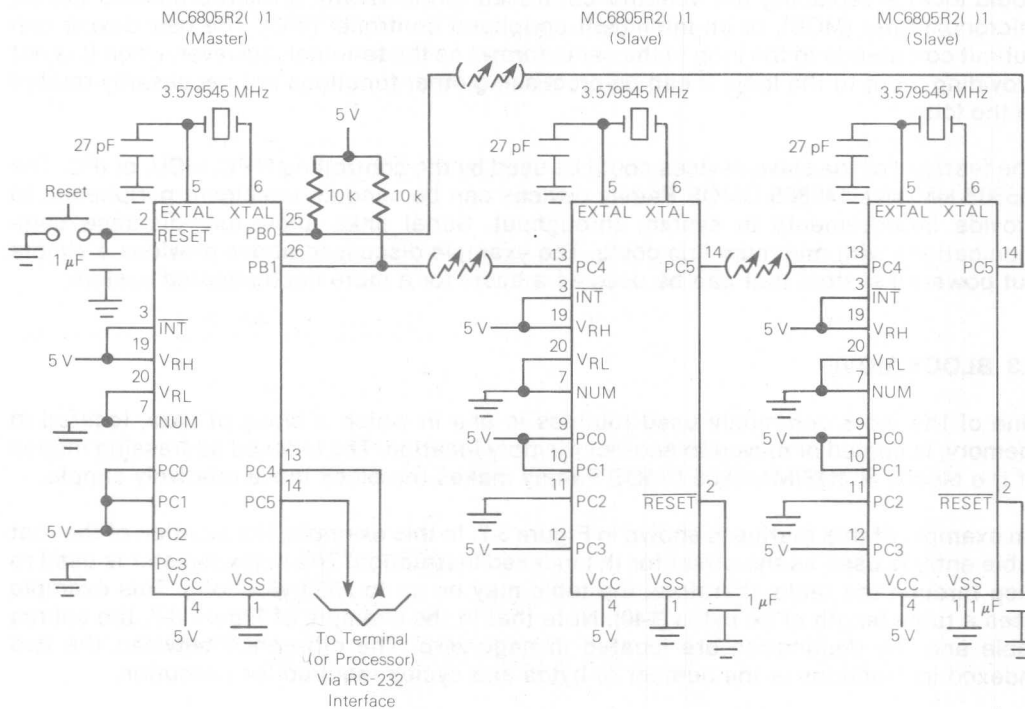 MC6805R2( )1
(Master)
3.579545 MHz
27 pF
5
6
EXTAL
XTAL
Reset
2
RESET
1 µF
3
INT
19
5 V
VRH
20
VRL
7
NUM
PC0
PC1
5 V
PC2
PC3
VCC
VSS
4
1
5 V
5 V
10 k
10 k
25
PB0
26
PB1
13
PC4
14
PC5
To Terminal
(or Processor)
Via RS-232
Interface
MC6805R2( )1
(Slave)
3.579545 MHz
27 pF
5
6
EXTAL
XTAL
13
PC4
PC5
14
3
INT
19
5 V
VRH
20
VRL
7
NUM
9
5 V
PC0
10
PC1
11
PC2
RESET
2
12
PC3
VCC
VSS
4
1
5 V
1 µF
MC6805R2( )1
(Slave)
3.579545 MHz
27 pF
5
6
EXTAL
XTAL
13
PC4
PC5
14
3
INT
19
5 V
VRH
20
VRL
7
NUM
9
5 V
PC0
10
PC1
11
PC2
RESET
2
12
PC3
VCC
VSS
4
1 µF
5 V